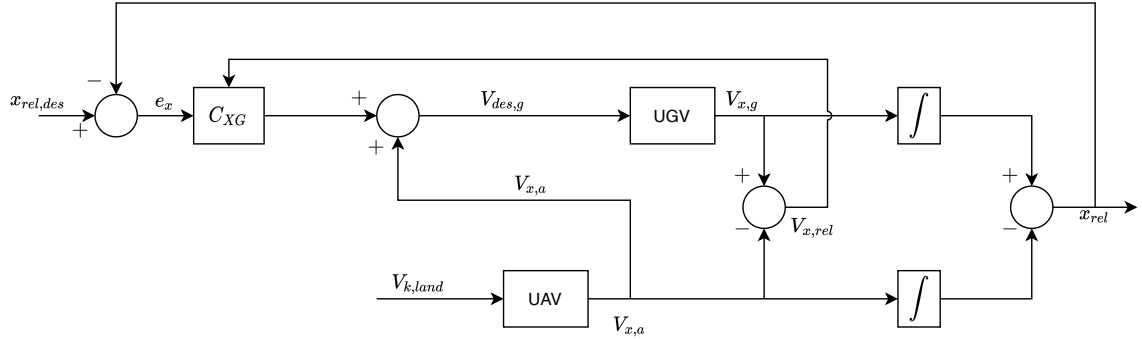 −
x_{rel,des}
+
e_x
C_{XG}
+
+
V_{des,g}
UGV
V_{x,g}
∫
V_{x,a}
+
−
V_{x,rel}
+
−
x_{rel}
V_{k,land}
UAV
V_{x,a}
∫